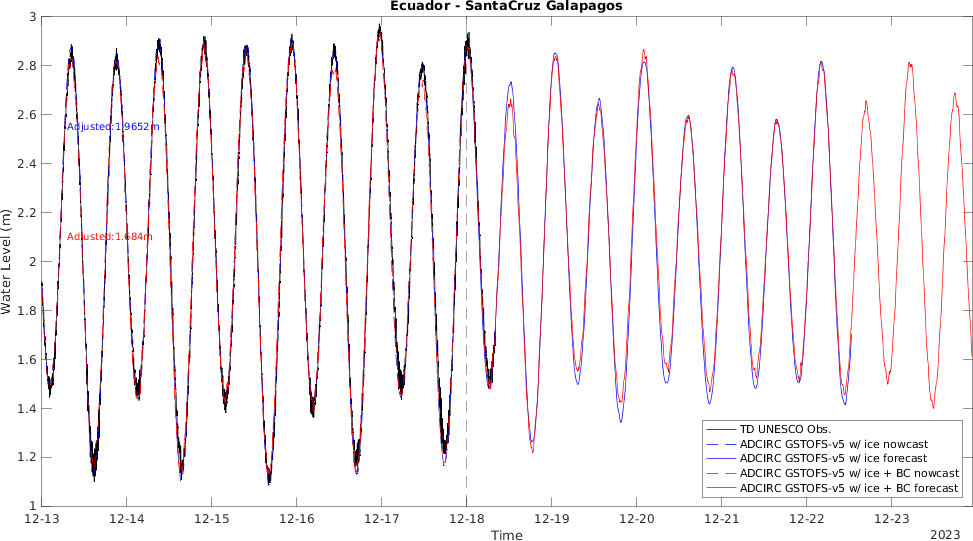 Ecuador - SantaCruz Galapagos
3
2.8
2.6
2.4
2.2
2
1.8
1.6
1.4
1.2
1
Water Level (m)
Adjusted:1.9652m
Adjusted:1.684m
TD UNESCO Obs.
ADCIRC GSTOFS-v5 w/ ice nowcast
ADCIRC GSTOFS-v5 w/ ice forecast
ADCIRC GSTOFS-v5 w/ ice + BC nowcast
ADCIRC GSTOFS-v5 w/ ice + BC forecast
12-13 12-14 12-15 12-16 12-17 12-18 12-19 12-20 12-21 12-22 12-23
Time
2023